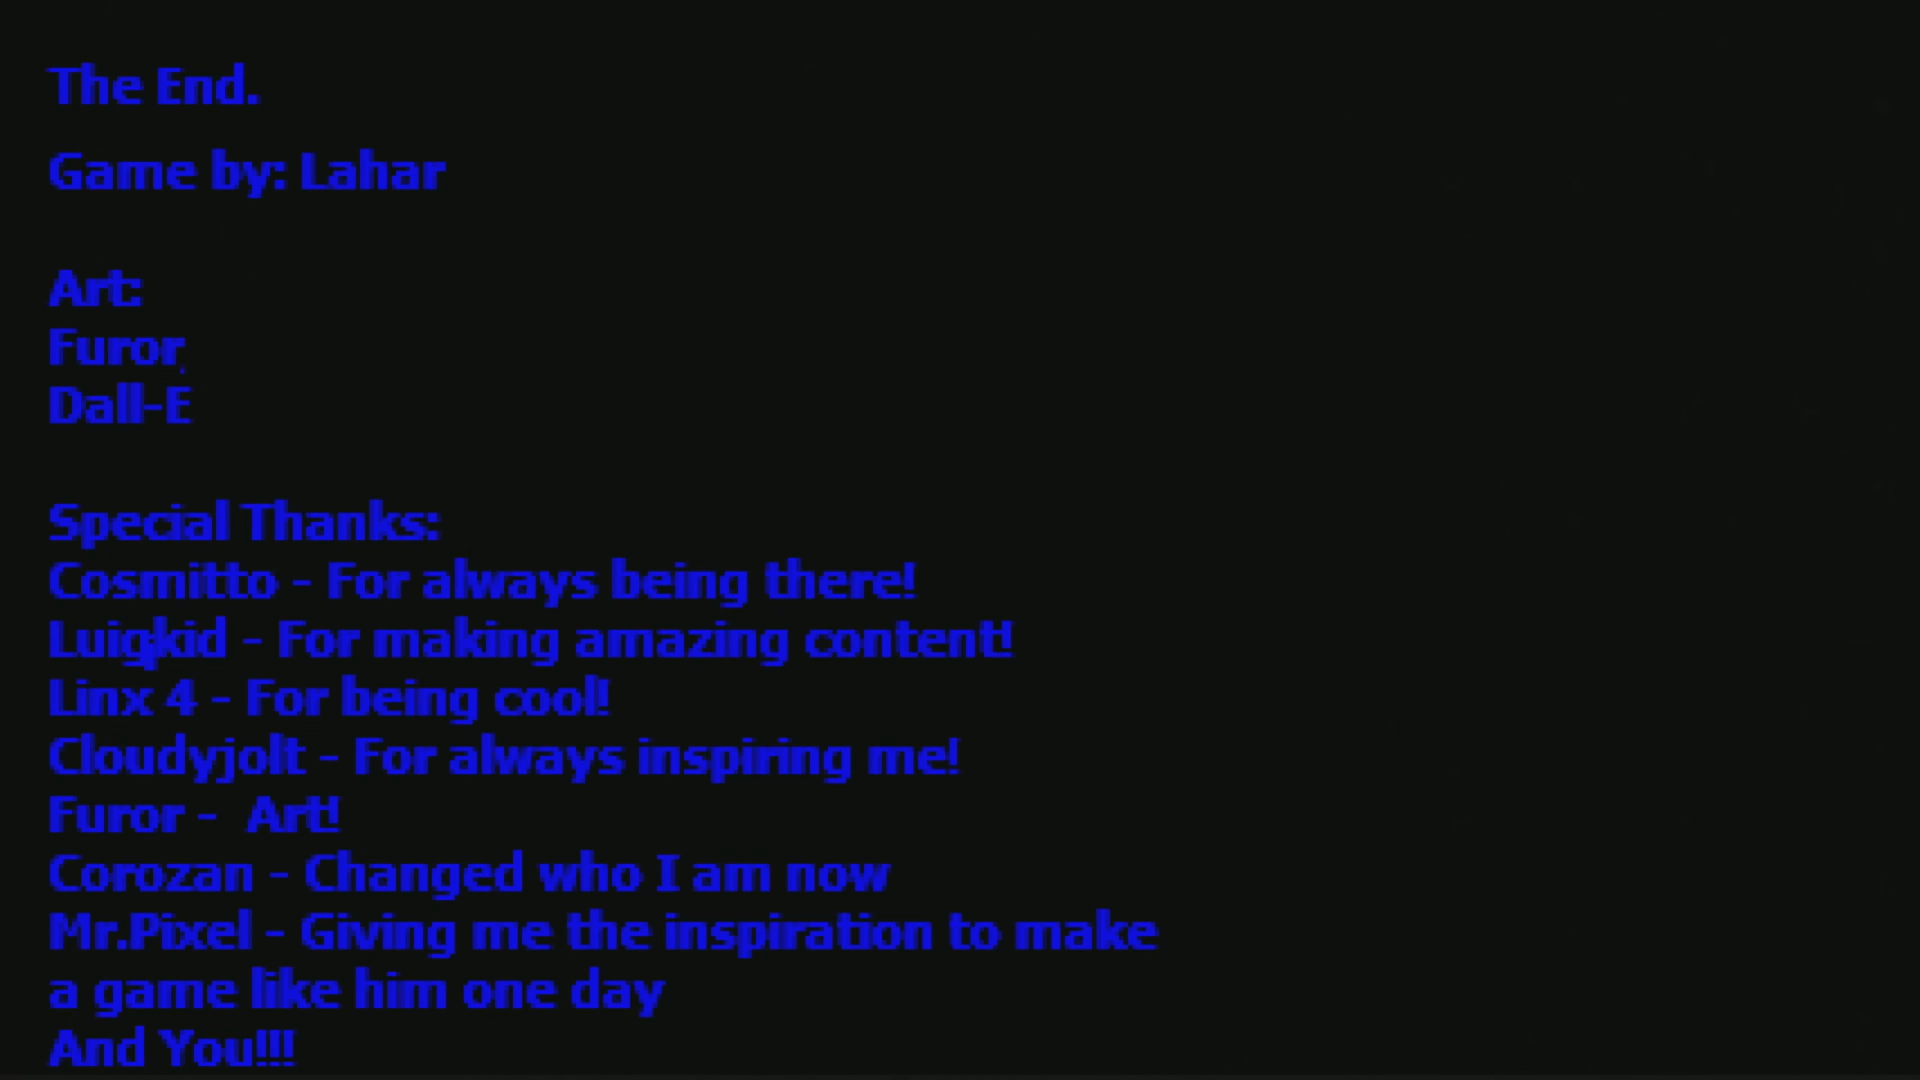 The End.
Game by: Lahar
Art:
Furor
Dall-E
Special Thanks:
Cosmitto - For always being there!
Luigkid - For making amazing content!
Linx 4 - For being cool!
Cloudyjolt - For always inspiring me!
Furor - Art!
Corozan - Changed who I am now
Mr.Pixel - Giving me the inspiration to make
a game like him one day
And You!!!